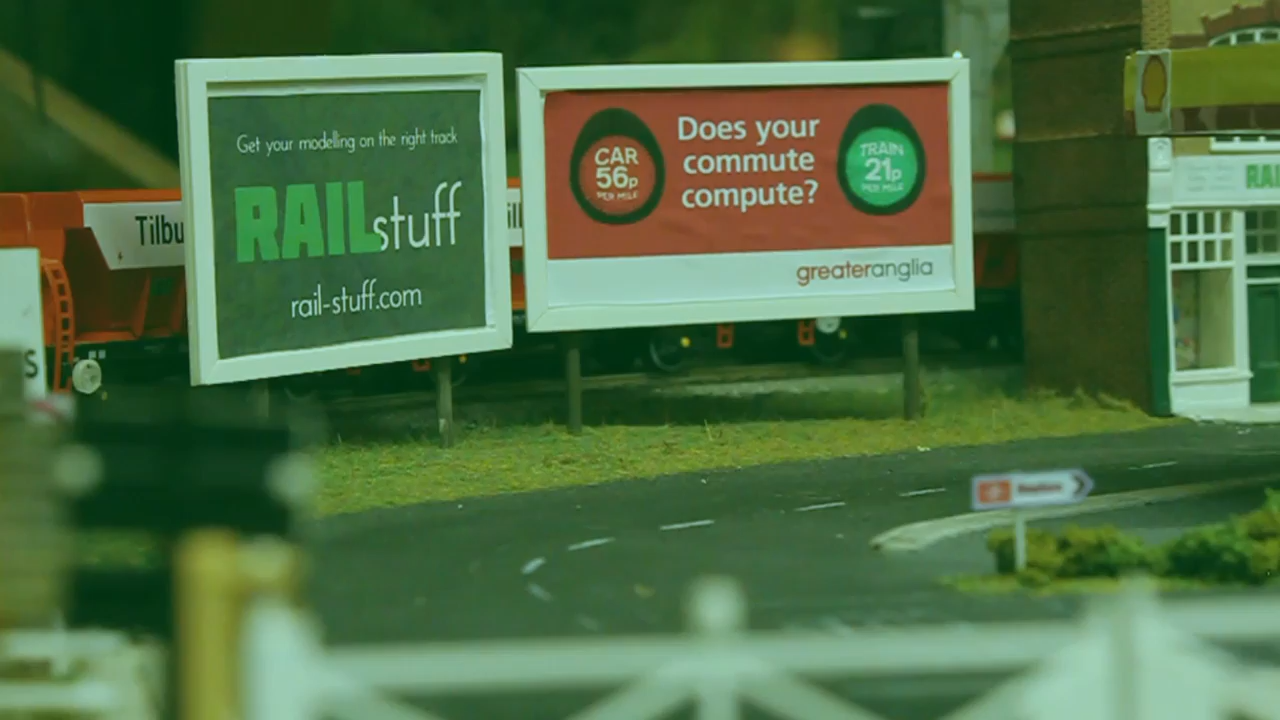 Get your modelling on the right track
RAILstuff
rail-stuff.com
Does your
commute
compute?
CAR
56p
PER MILE
TRAIN
21p
PER MILE
greateranglia
Tilbu
RAI
S